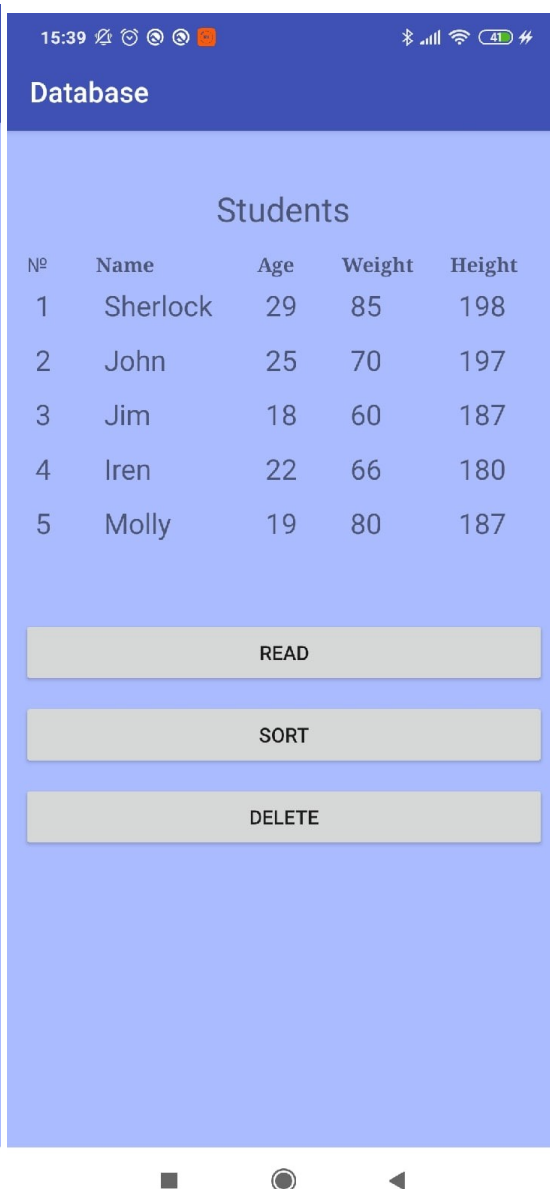 15:39 41
Database
Students
№ Name Age Weight Height
1 Sherlock 29 85 198
2 John 25 70 197
3 Jim 18 60 187
4 Iren 22 66 180
5 Molly 19 80 187
READ
SORT
DELETE